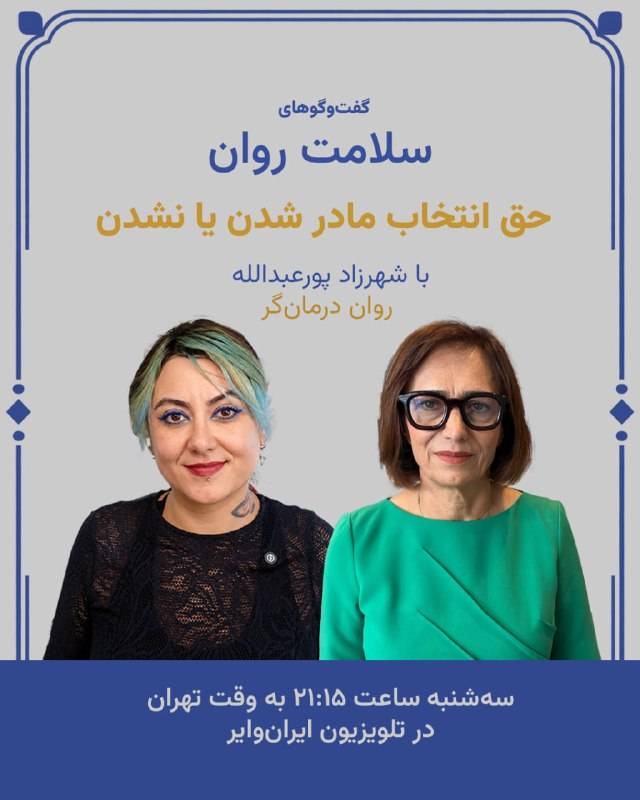 گفت‌وگوهای
سلامت روان
حق انتخاب مادر شدن یا نشدن
با شهرزاد پورعبدالله
روان درمان‌گر
سه‌شنبه ساعت ۲۱:۱۵ به وقت تهران
در تلویزیون ایران‌وایر